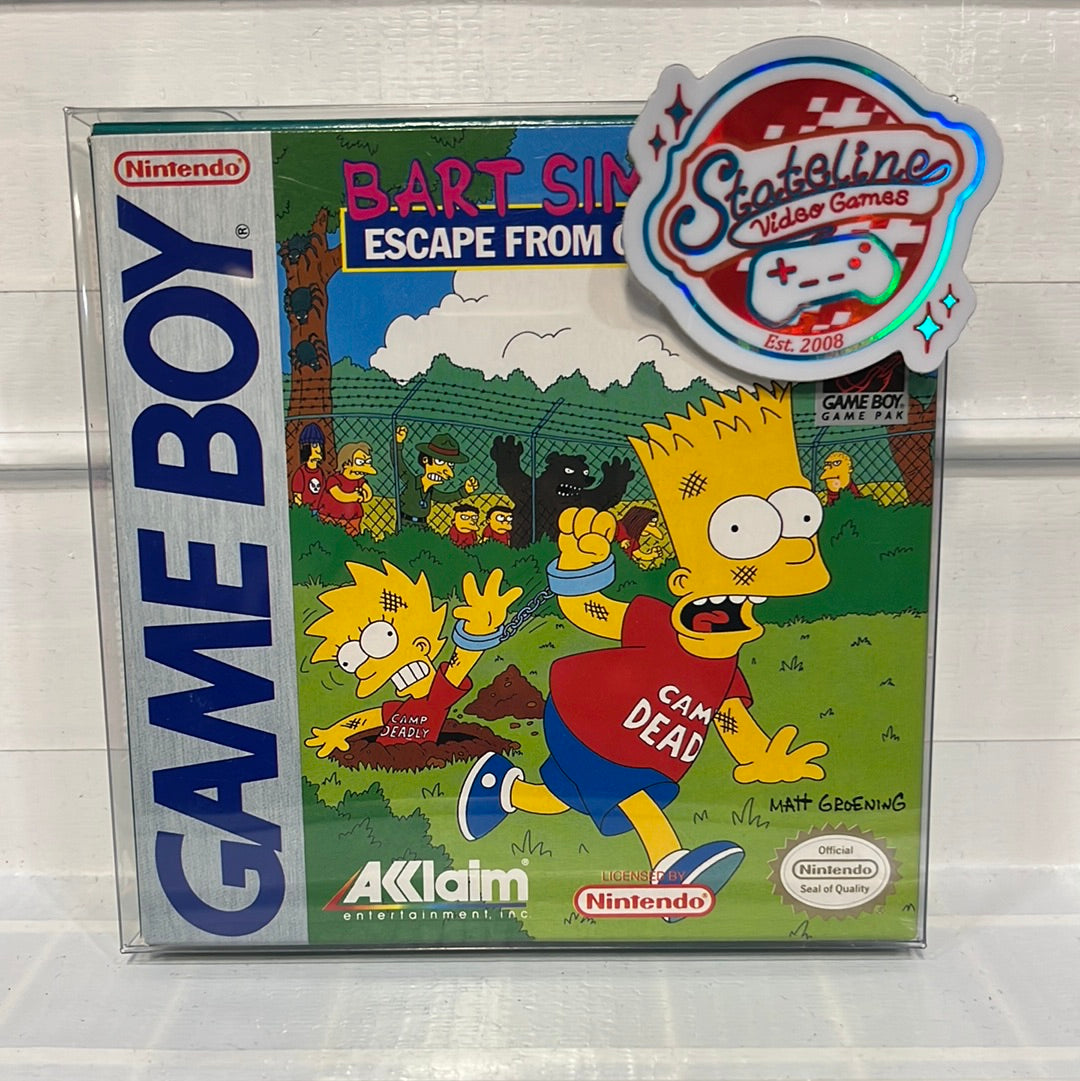 Nintendo®
GAME BOY®
BART SIM
ESCAPE FROM C
Stateline
Video Games
Est. 2008
GAME BOY
GAME PAK
CAMP
DEADLY
CAM
DEAD
MATT GROENING
AKKlaim®
entertainment, inc.
LICENSED BY
Nintendo®
Official
Nintendo
Seal of Quality